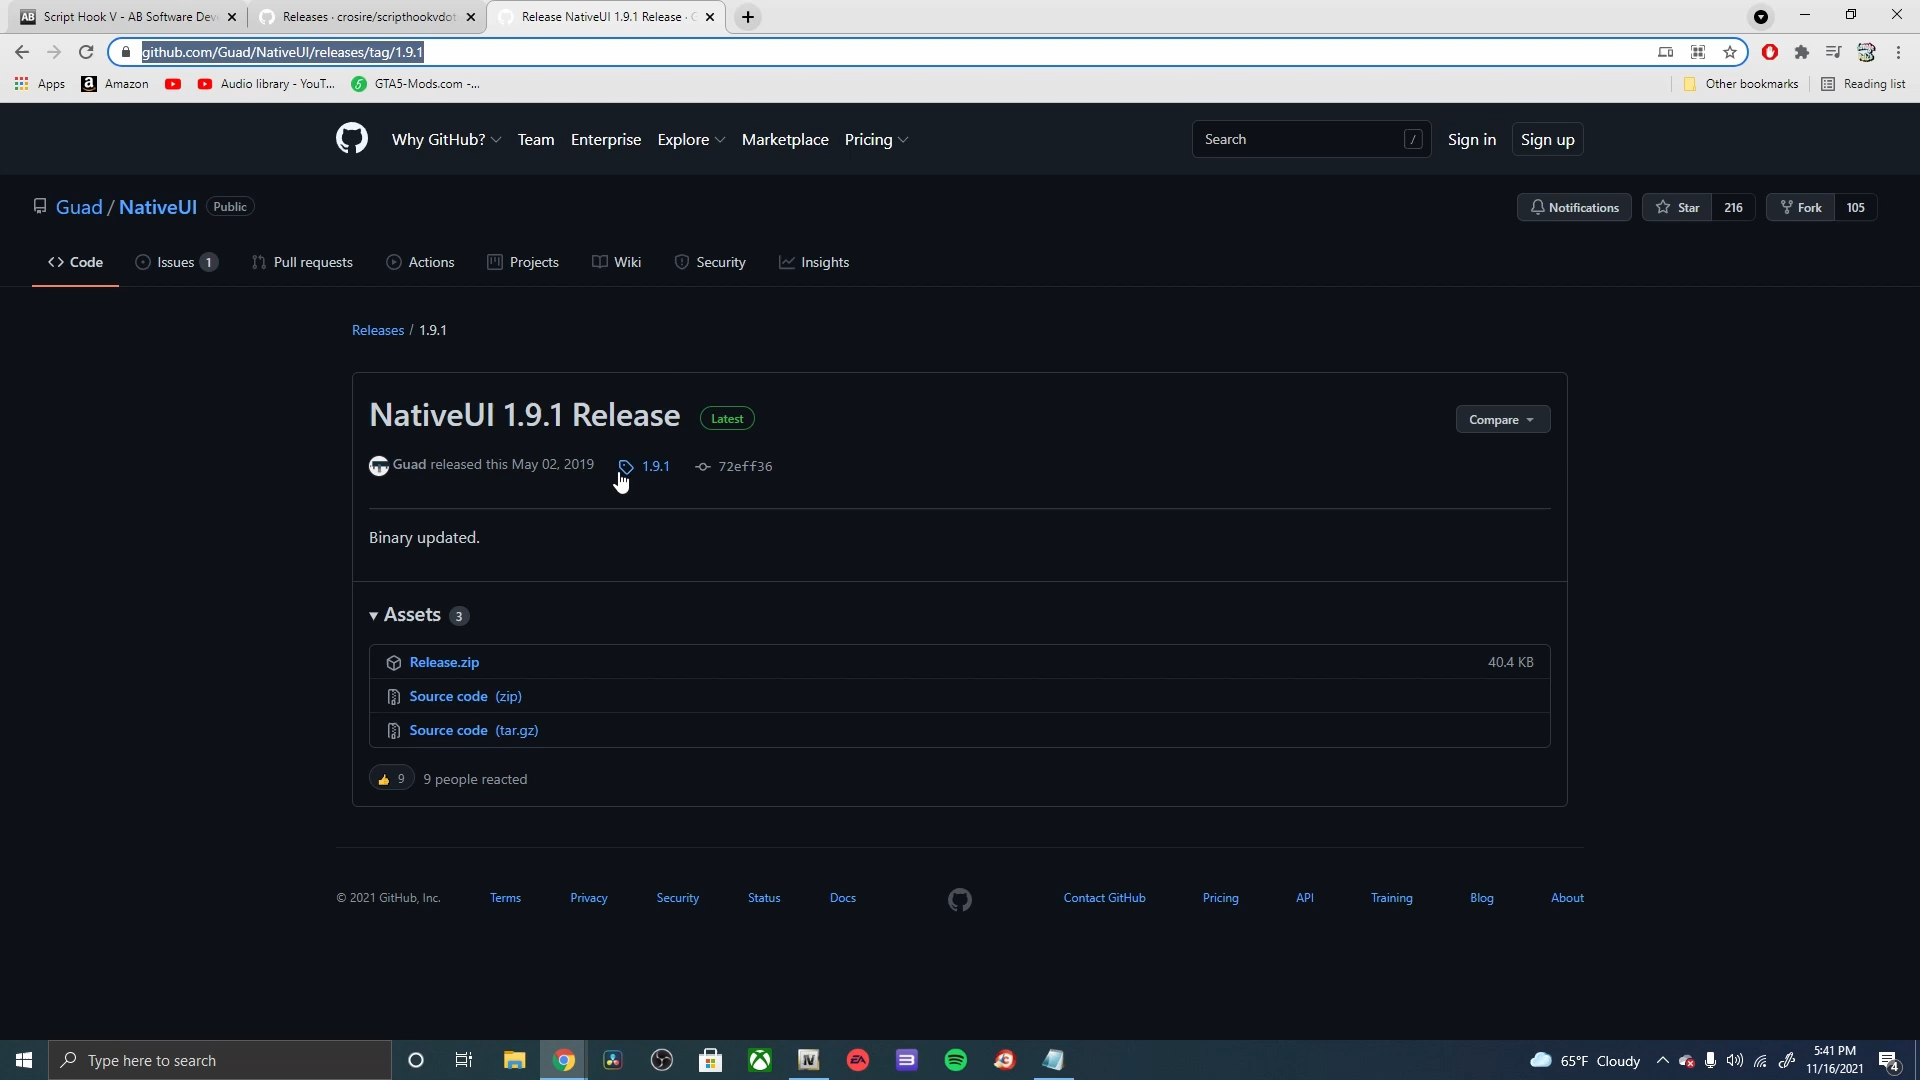 AB Script Hook V - AB Software Dev
Releases · crosire/scripthookvdot
Release NativeUI 1.9.1 Release · G
github.com/Guad/NativeUI/releases/tag/1.9.1
Apps
Amazon
Audio library - YouT...
GTA5-Mods.com -...
Other bookmarks
Reading list
Why GitHub? Team Enterprise Explore Marketplace Pricing
Search /
Sign in
Sign up
Guad / NativeUI Public
Notifications
Star 216
Fork 105
Code
Issues 1
Pull requests
Actions
Projects
Wiki
Security
Insights
Releases / 1.9.1
NativeUI 1.9.1 Release Latest
Compare
Guad released this May 02, 2019 1.9.1 72eff36
Binary updated.
Assets 3
Release.zip 40.4 KB
Source code (zip)
Source code (tar.gz)
9 9 people reacted
© 2021 GitHub, Inc. Terms Privacy Security Status Docs Contact GitHub Pricing API Training Blog About
Type here to search
65°F Cloudy
5:41 PM
11/16/2021
4